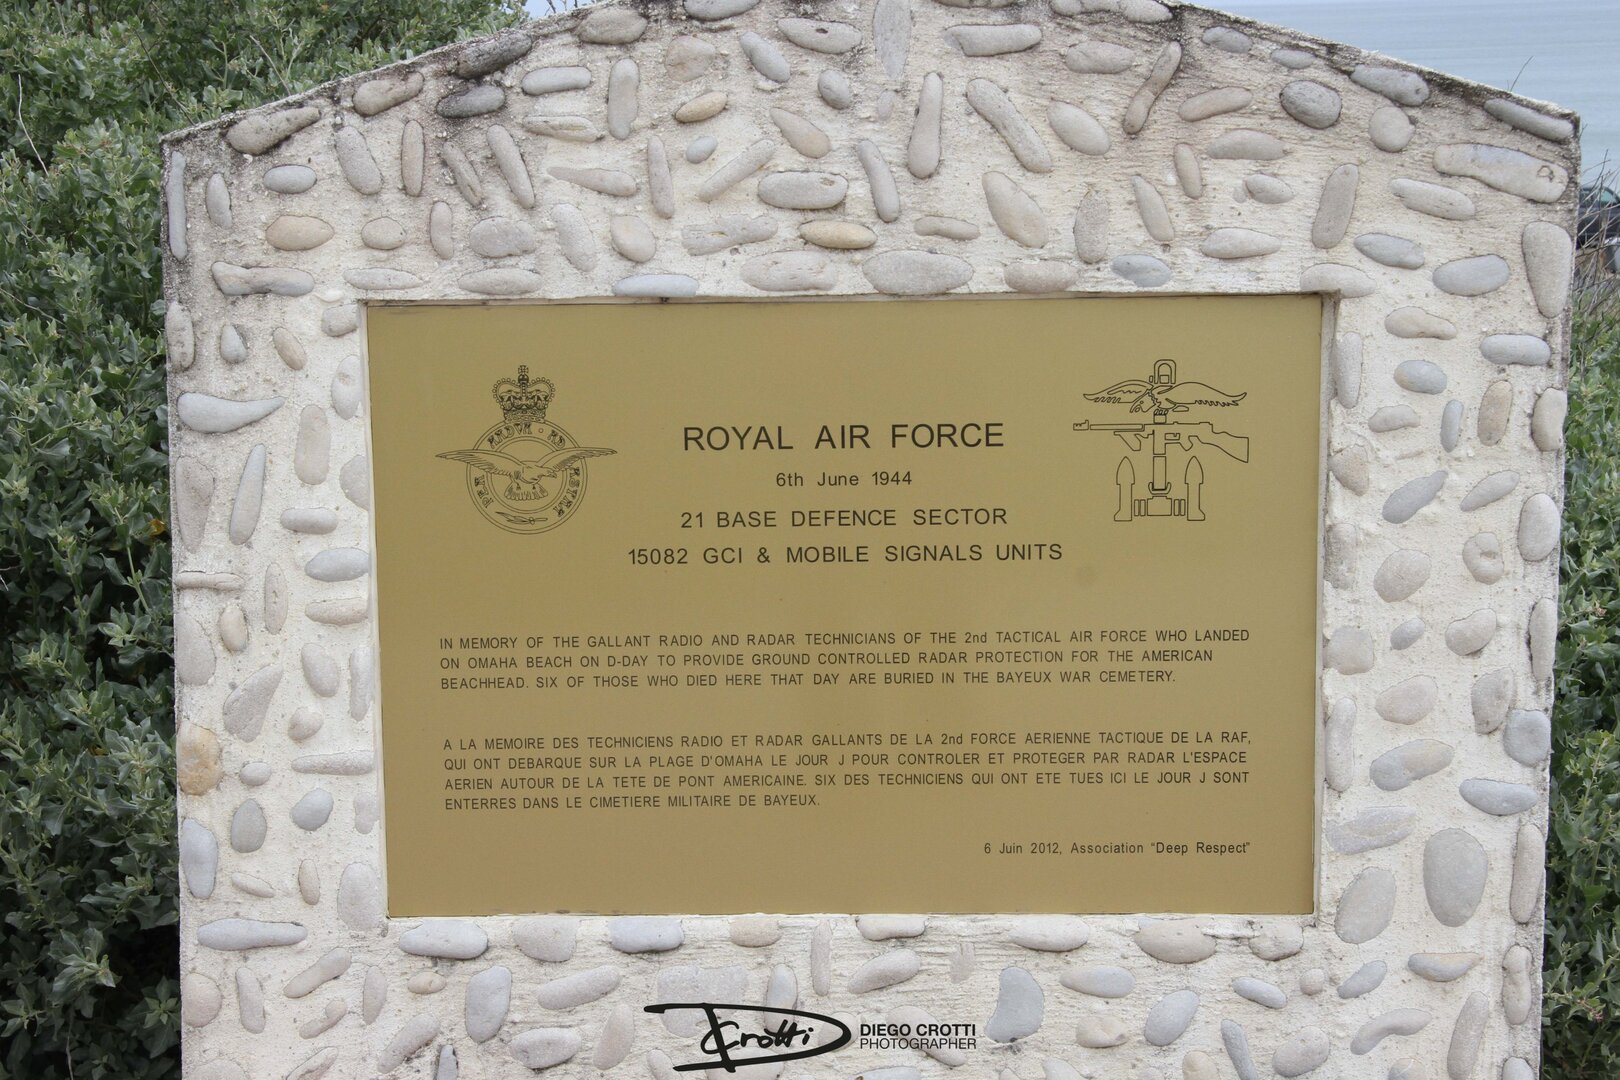 ROYAL AIR FORCE
6th June 1944
21 BASE DEFENCE SECTOR
15082 GCI & MOBILE SIGNALS UNITS
IN MEMORY OF THE GALLANT RADIO AND RADAR TECHNICIANS OF THE 2nd TACTICAL AIR FORCE WHO LANDED
ON OMAHA BEACH ON D-DAY TO PROVIDE GROUND CONTROLLED RADAR PROTECTION FOR THE AMERICAN
BEACHHEAD. SIX OF THOSE WHO DIED HERE THAT DAY ARE BURIED IN THE BAYEUX WAR CEMETERY.
A LA MEMOIRE DES TECHNICIENS RADIO ET RADAR GALLANTS DE LA 2nd FORCE AERIENNE TACTIQUE DE LA RAF,
QUI ONT DEBARQUE SUR LA PLAGE D'OMAHA LE JOUR J POUR CONTROLER ET PROTEGER PAR RADAR L'ESPACE
AERIEN AUTOUR DE LA TETE DE PONT AMERICAINE. SIX DES TECHNICIENS QUI ONT ETE TUES ICI LE JOUR J SONT
ENTERRES DANS LE CIMETIERE MILITAIRE DE BAYEUX.
6 Juin 2012, Association "Deep Respect"
DCrotti
DIEGO CROTTI
PHOTOGRAPHER